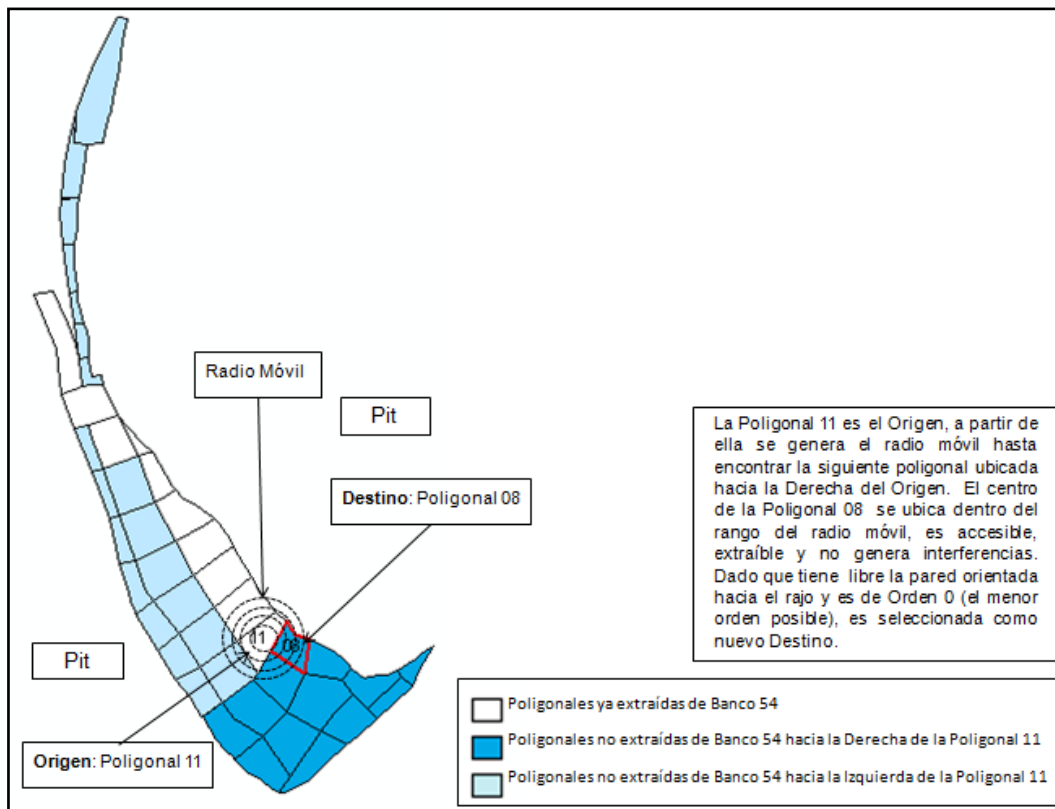 Radio Móvil
Pit
Destino: Poligonal 08
La Poligonal 11 es el Origen, a partir de
ella se genera el radio móvil hasta
encontrar la siguiente poligonal ubicada
hacia la Derecha del Origen. El centro
de la Poligonal 08 se ubica dentro del
rango del radio móvil, es accesible,
extraíble y no genera interferencias.
Dado que tiene libre la pared orientada
hacia el rajo y es de Orden 0 (el menor
orden posible), es seleccionada como
nuevo Destino.
11
08
Pit
Origen: Poligonal 11
Poligonales ya extraídas de Banco 54
Poligonales no extraídas de Banco 54 hacia la Derecha de la Poligonal 11
Poligonales no extraídas de Banco 54 hacia la Izquierda de la Poligonal 11